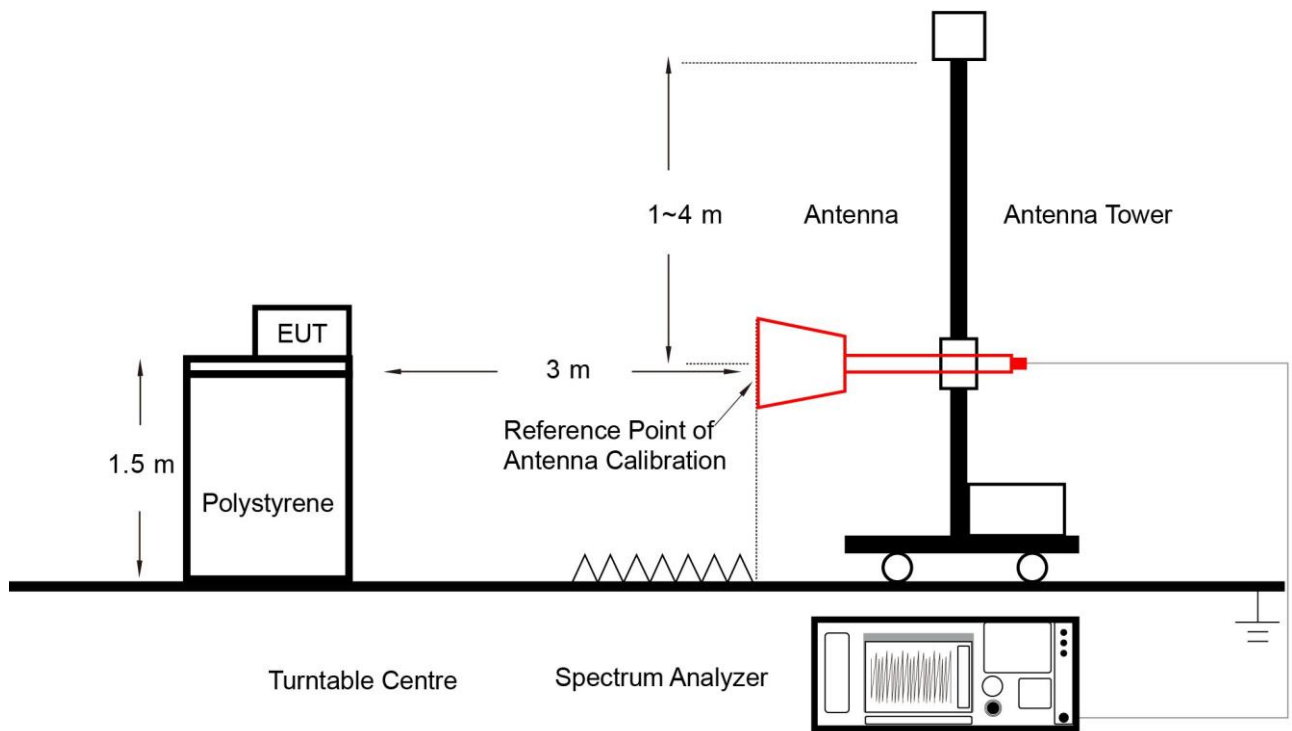 1~4 m
Antenna
Antenna Tower
EUT
3 m
Reference Point of
Antenna Calibration
1.5 m
Polystyrene
Turntable Centre
Spectrum Analyzer